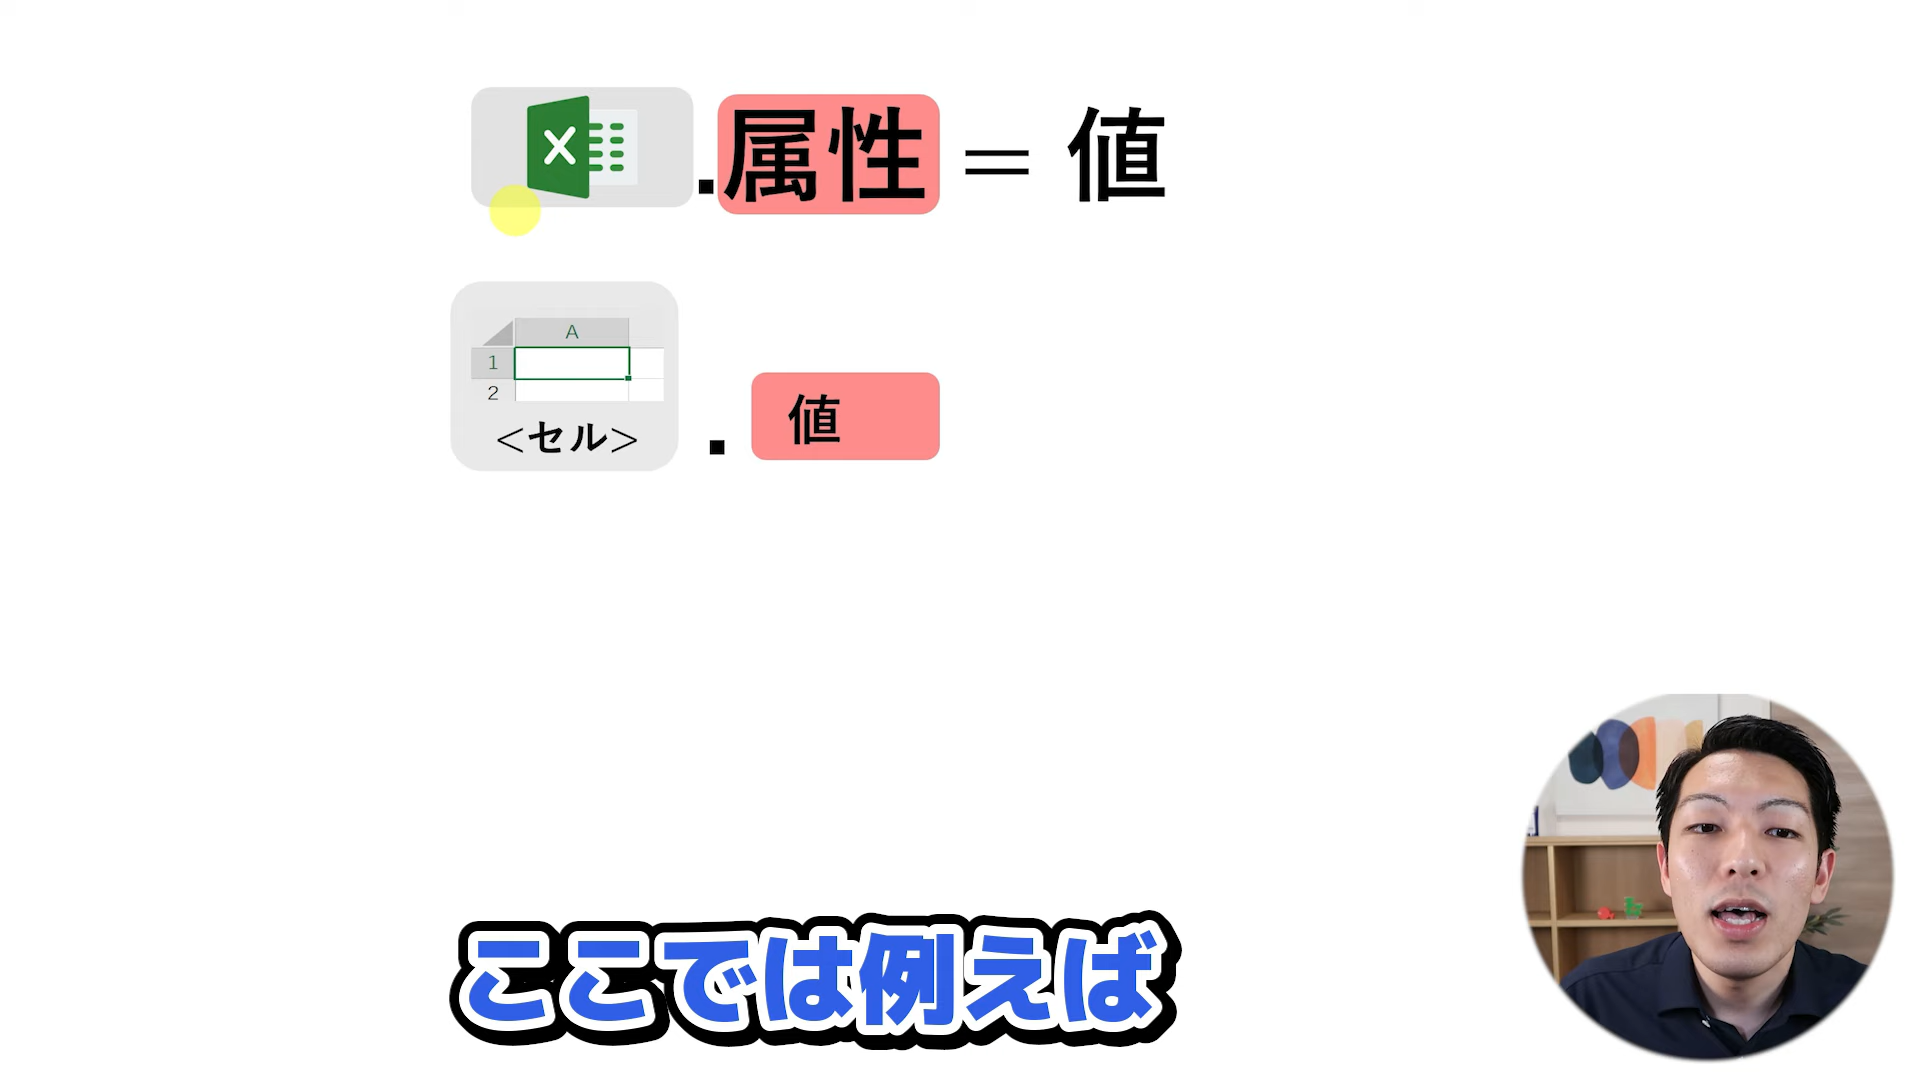 X .属性 = 値
A
1
2
<セル> . 値
ここでは例えば